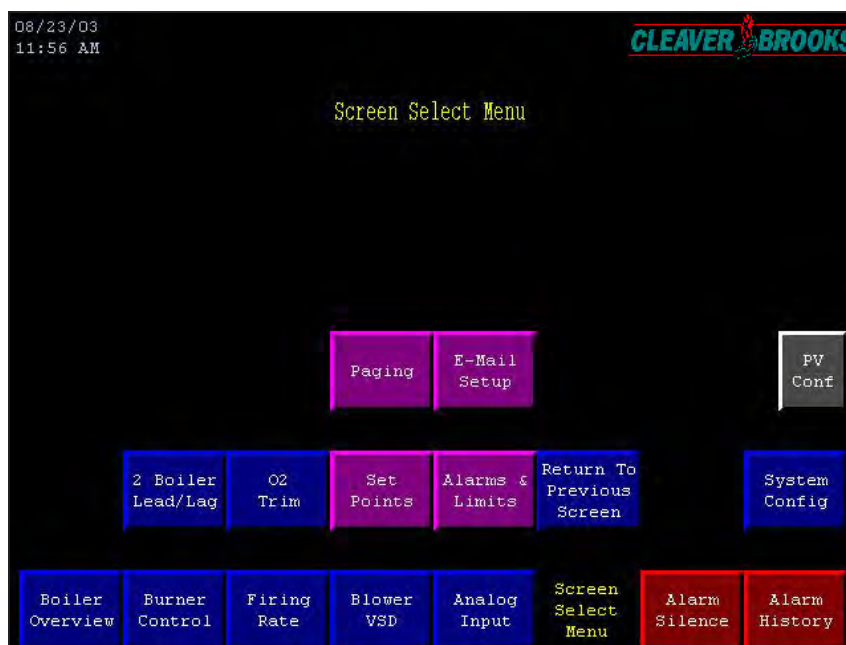 08/23/03
11:56 AM
CLEAVER BROOKS
Screen Select Menu
Paging
E-Mail
Setup
PV
Conf
2 Boiler
Lead/Lag
O2
Trim
Set
Points
Alarms &
Limits
Return To
Previous
Screen
System
Config
Boiler
Overview
Burner
Control
Firing
Rate
Blower
VSD
Analog
Input
Screen
Select
Menu
Alarm
Silence
Alarm
History